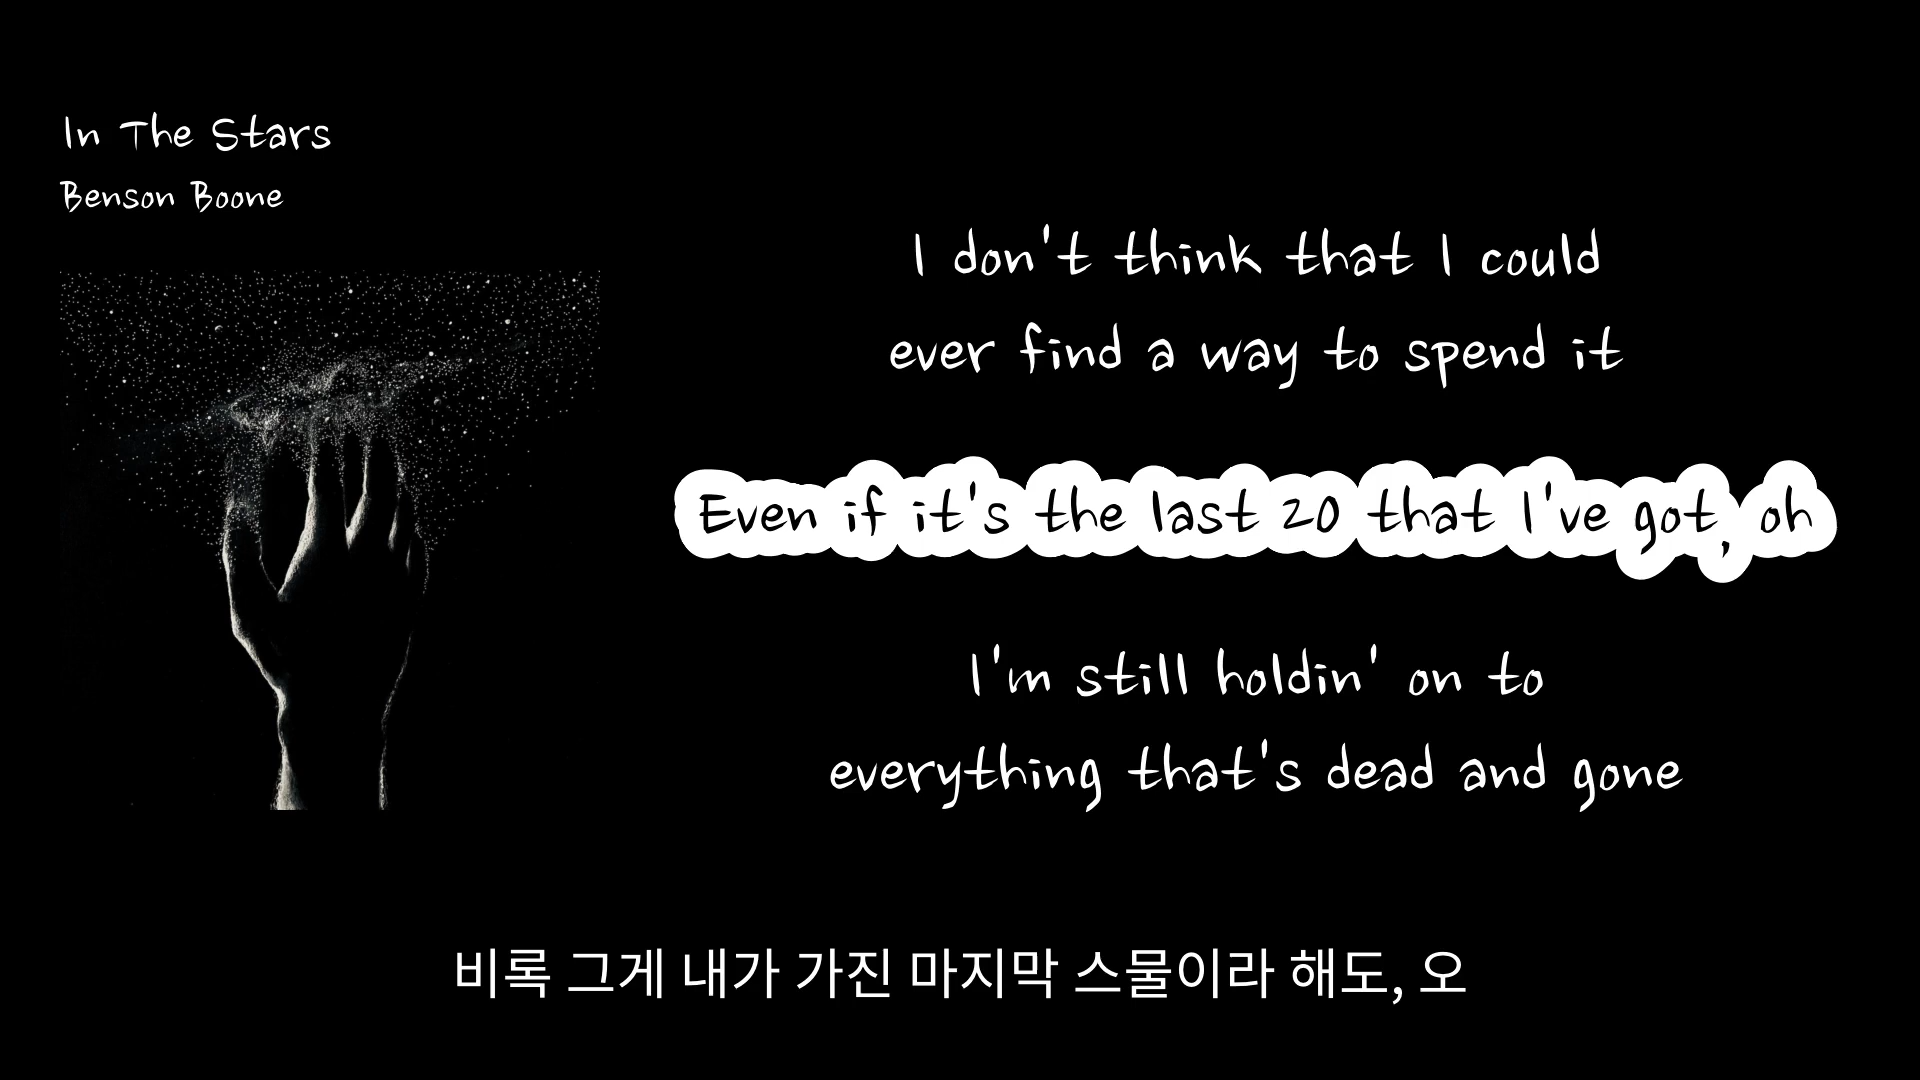 In The Stars
Benson Boone
I don't think that I could
ever find a way to spend it
Even if it's the last 20 that I've got, oh
I'm still holdin' on to
everything that's dead and gone
비록 그게 내가 가진 마지막 스물이라 해도, 오